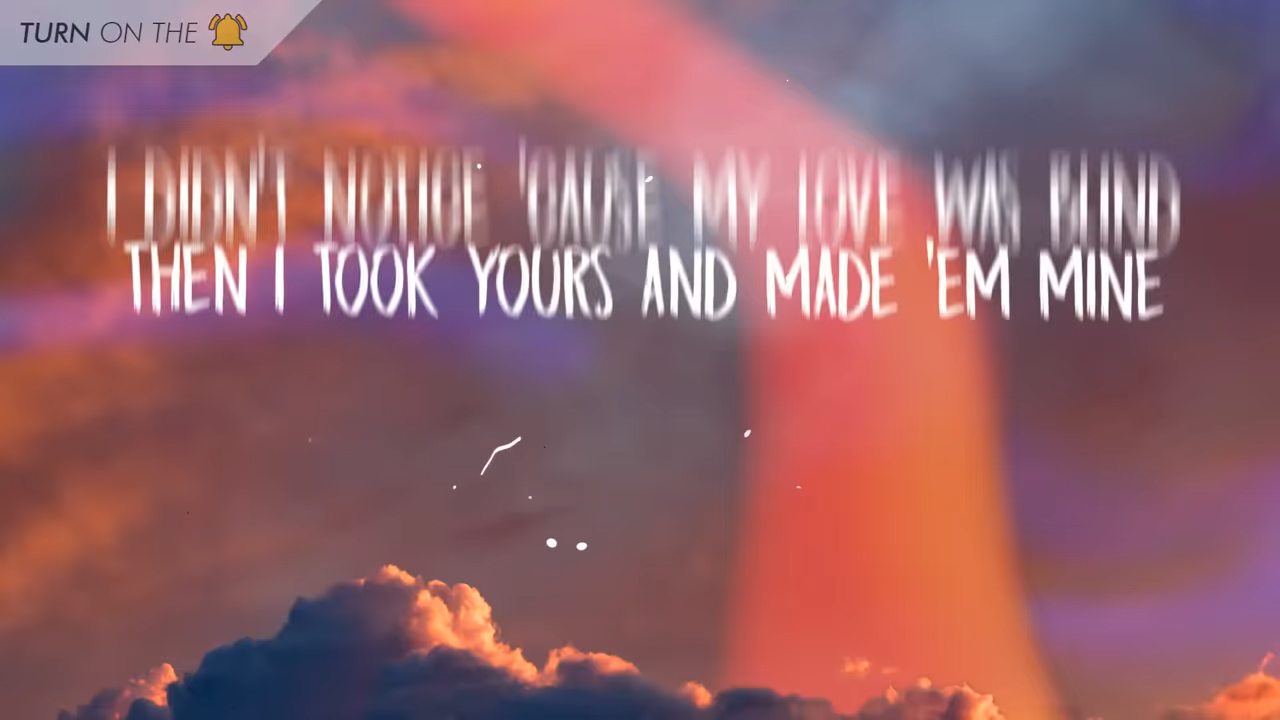 TURN ON THE
I DIDN'T NOTICE 'CAUSE MY LOVE WAS BLIND
THEN I TOOK YOURS AND MADE 'EM MINE